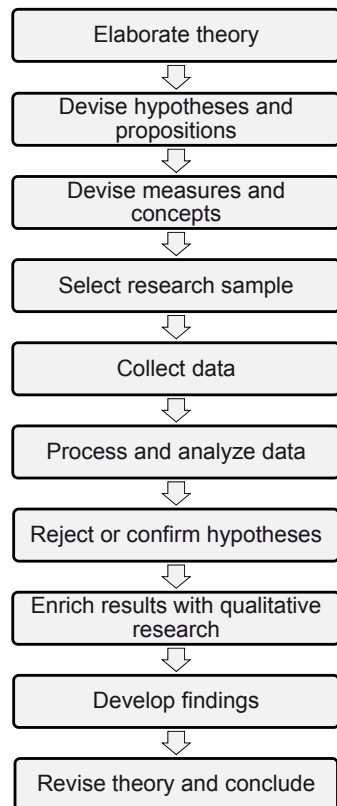 Elaborate theory
Devise hypotheses and
propositions
Devise measures and
concepts
Select research sample
Collect data
Process and analyze data
Reject or confirm hypotheses
Enrich results with qualitative
research
Develop findings
Revise theory and conclude